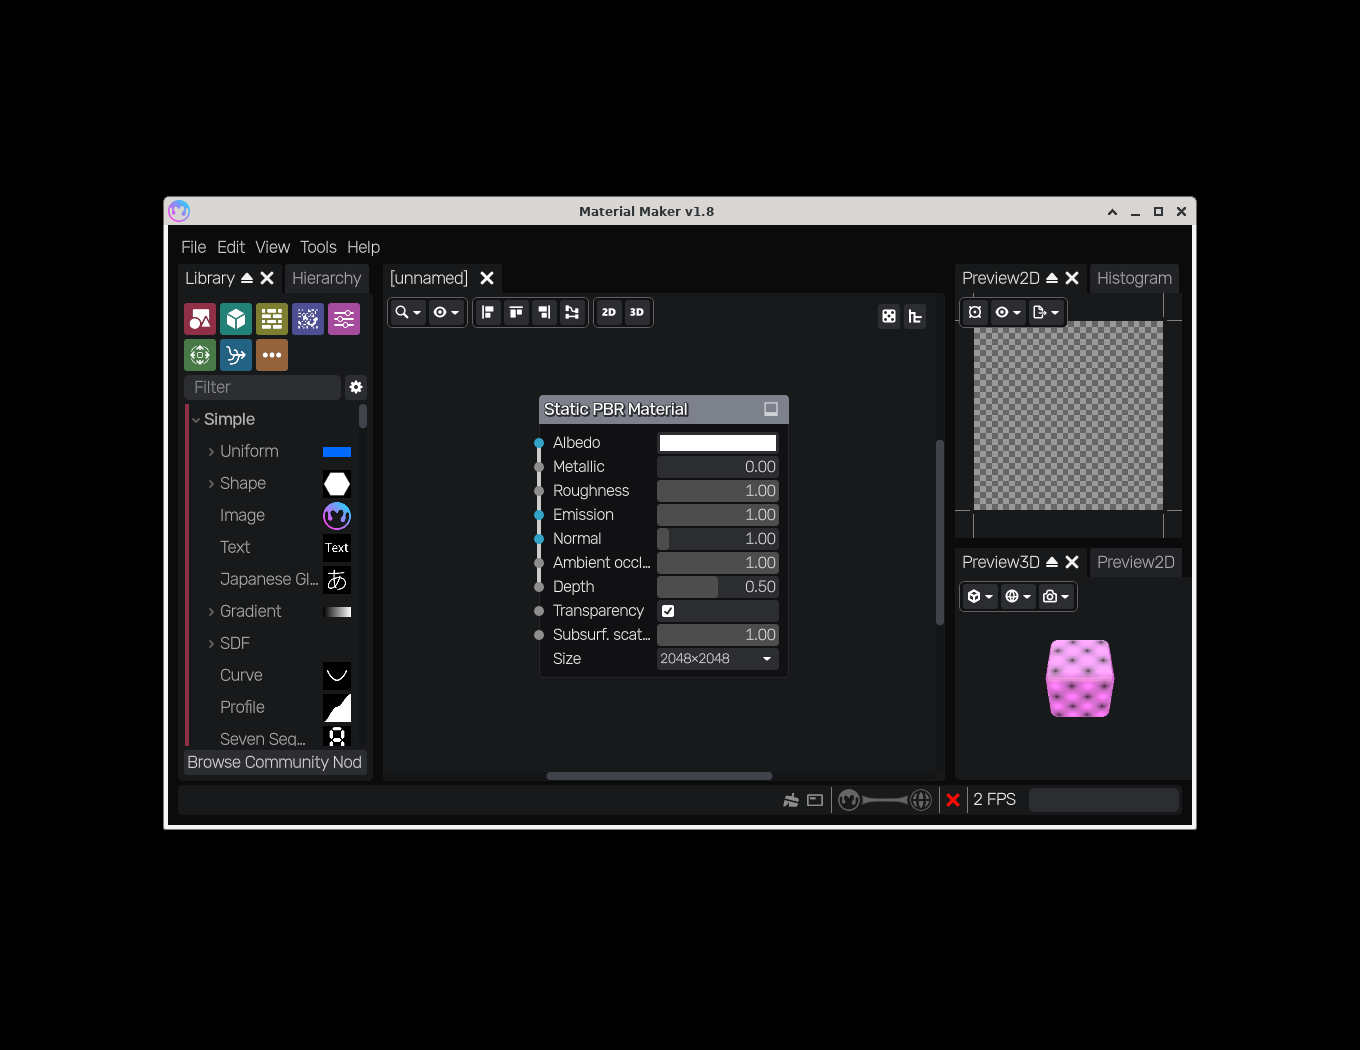 Material Maker v1.8
File Edit View Tools Help
Library Hierarchy
[unnamed]
Preview2D Histogram
2D 3D
Filter
Simple
Uniform
Shape
Image
Text Text
Japanese Gl... あ
Gradient
SDF
Curve
Profile
Seven Seg... 8
Browse Community Nod
Static PBR Material
Albedo
Metallic 0.00
Roughness 1.00
Emission 1.00
Normal 1.00
Ambient occl... 1.00
Depth 0.50
Transparency
Subsurf. scat... 1.00
Size 2048×2048
Preview3D Preview2D
2 FPS